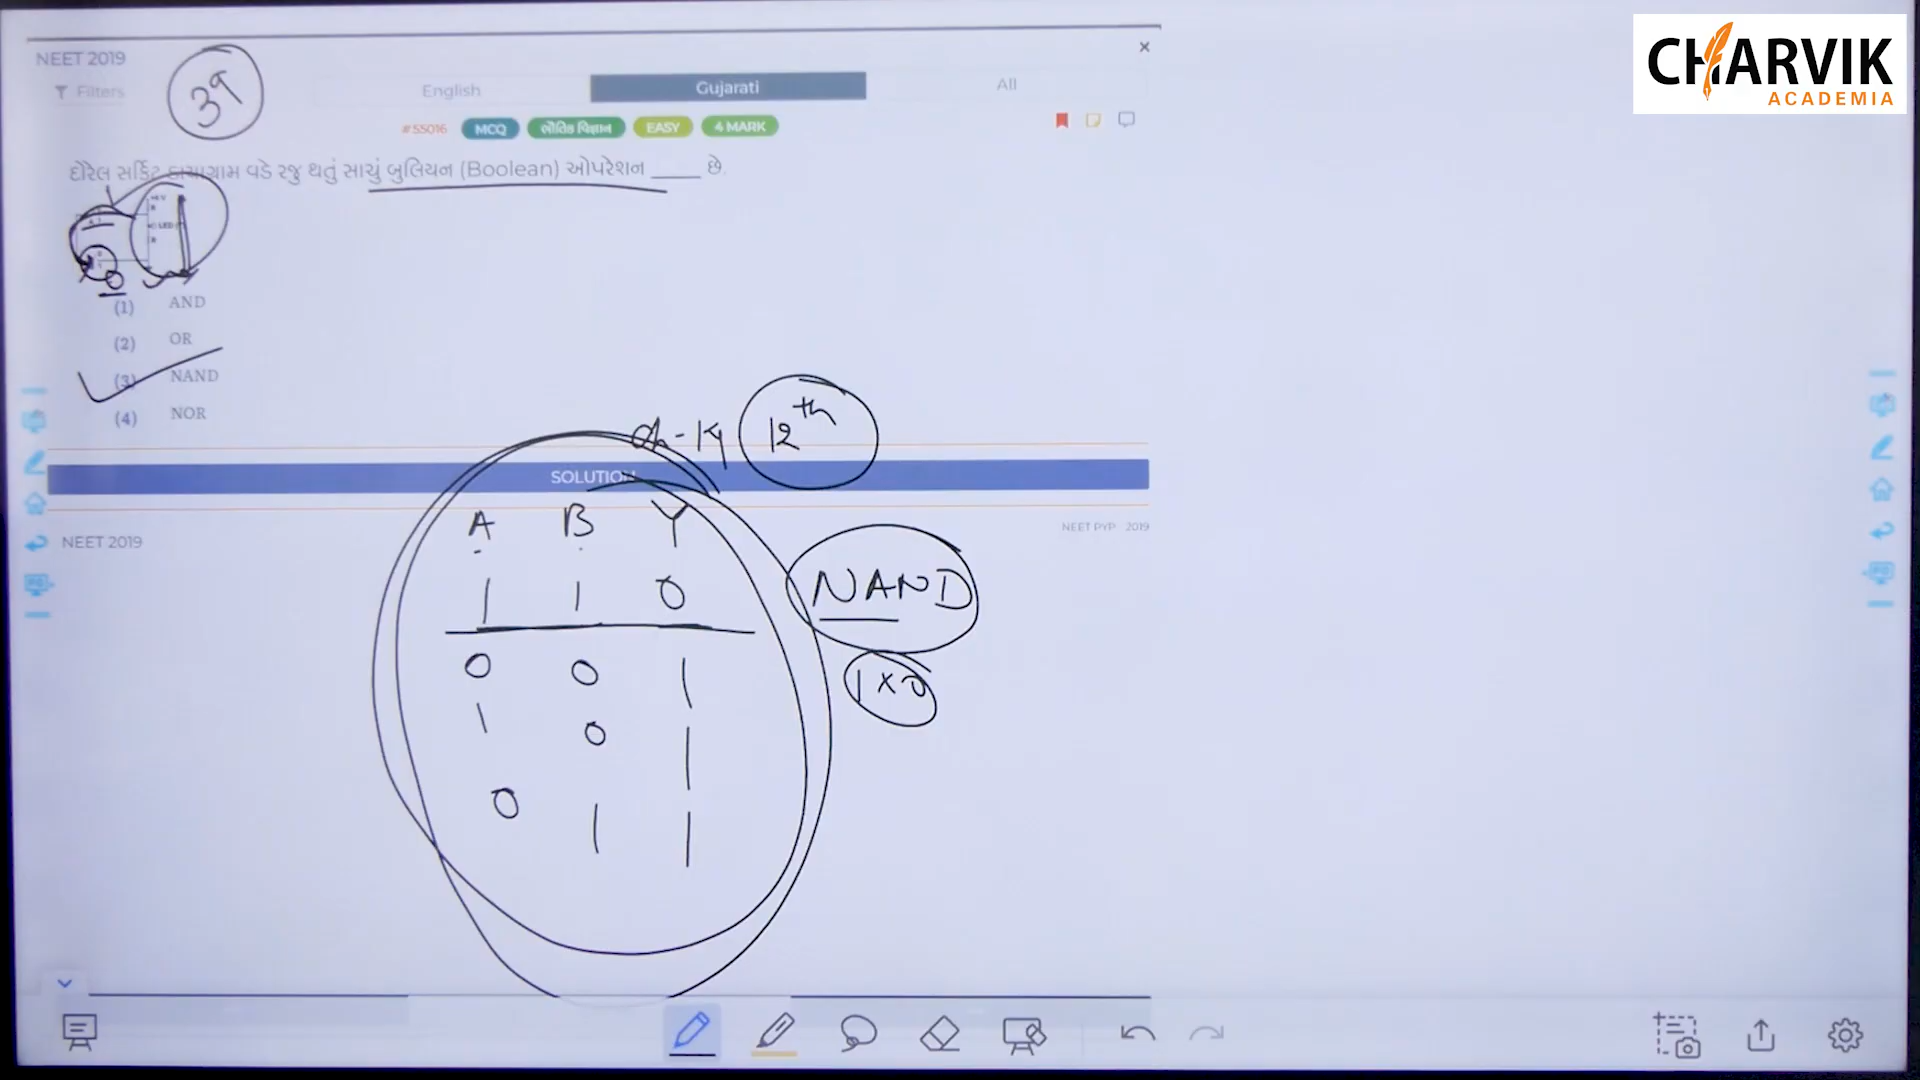 CHARVIK
ACADEMIA
NEET 2019
Filters
39
English
Gujarati
All
#55016 MCQ ભૌતિક વિજ્ઞાન EASY 4 MARK
દોરેલ સર્કિટ ડાયાગ્રામ વડે રજુ થતું સાચું બુલિયન (Boolean) ઓપરેશન ____ છે.
(1) AND
(2) OR
(3) NAND
(4) NOR
ch-14 12th
SOLUTION
NEET PYP 2019
NEET 2019
A B Y
1 1 0
0 0 1
1 0 1
0 1 1
NAND
1×0